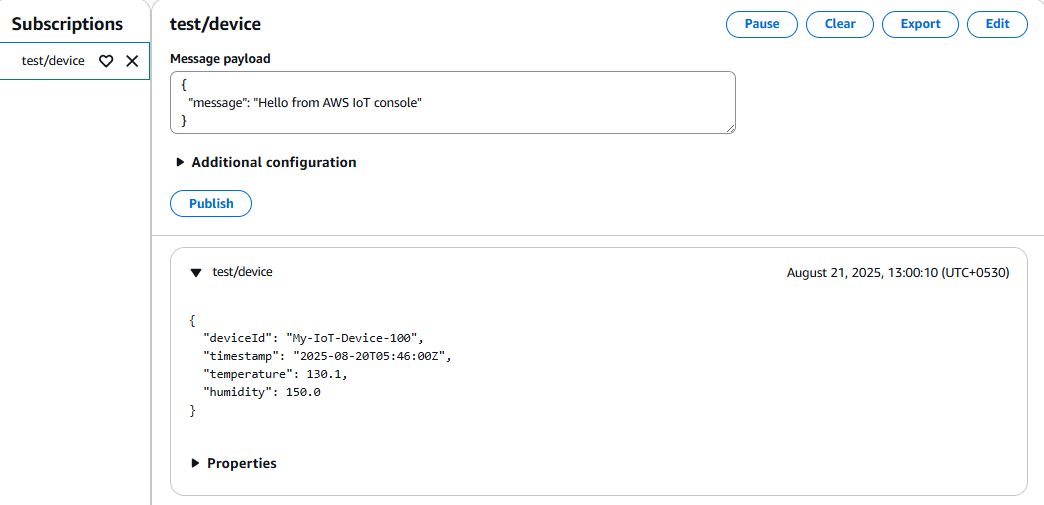 Subscriptions
test/device
test/device
Pause
Clear
Export
Edit
Message payload
{
  "message": "Hello from AWS IoT console"
}
Additional configuration
Publish
test/device
August 21, 2025, 13:00:10 (UTC+0530)
{
  "deviceId": "My-IoT-Device-100",
  "timestamp": "2025-08-20T05:46:00Z",
  "temperature": 130.1,
  "humidity": 150.0
}
Properties